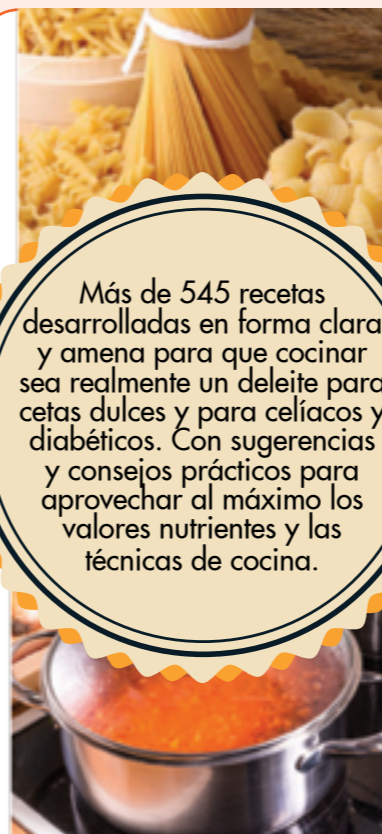 Más de 545 recetas
desarrolladas en forma clara
y amena para que cocinar
sea realmente un deleite para
cetas dulces y para celíacos y
diabéticos. Con sugerencias
y consejos prácticos para
aprovechar al máximo los
valores nutrientes y las
técnicas de cocina.